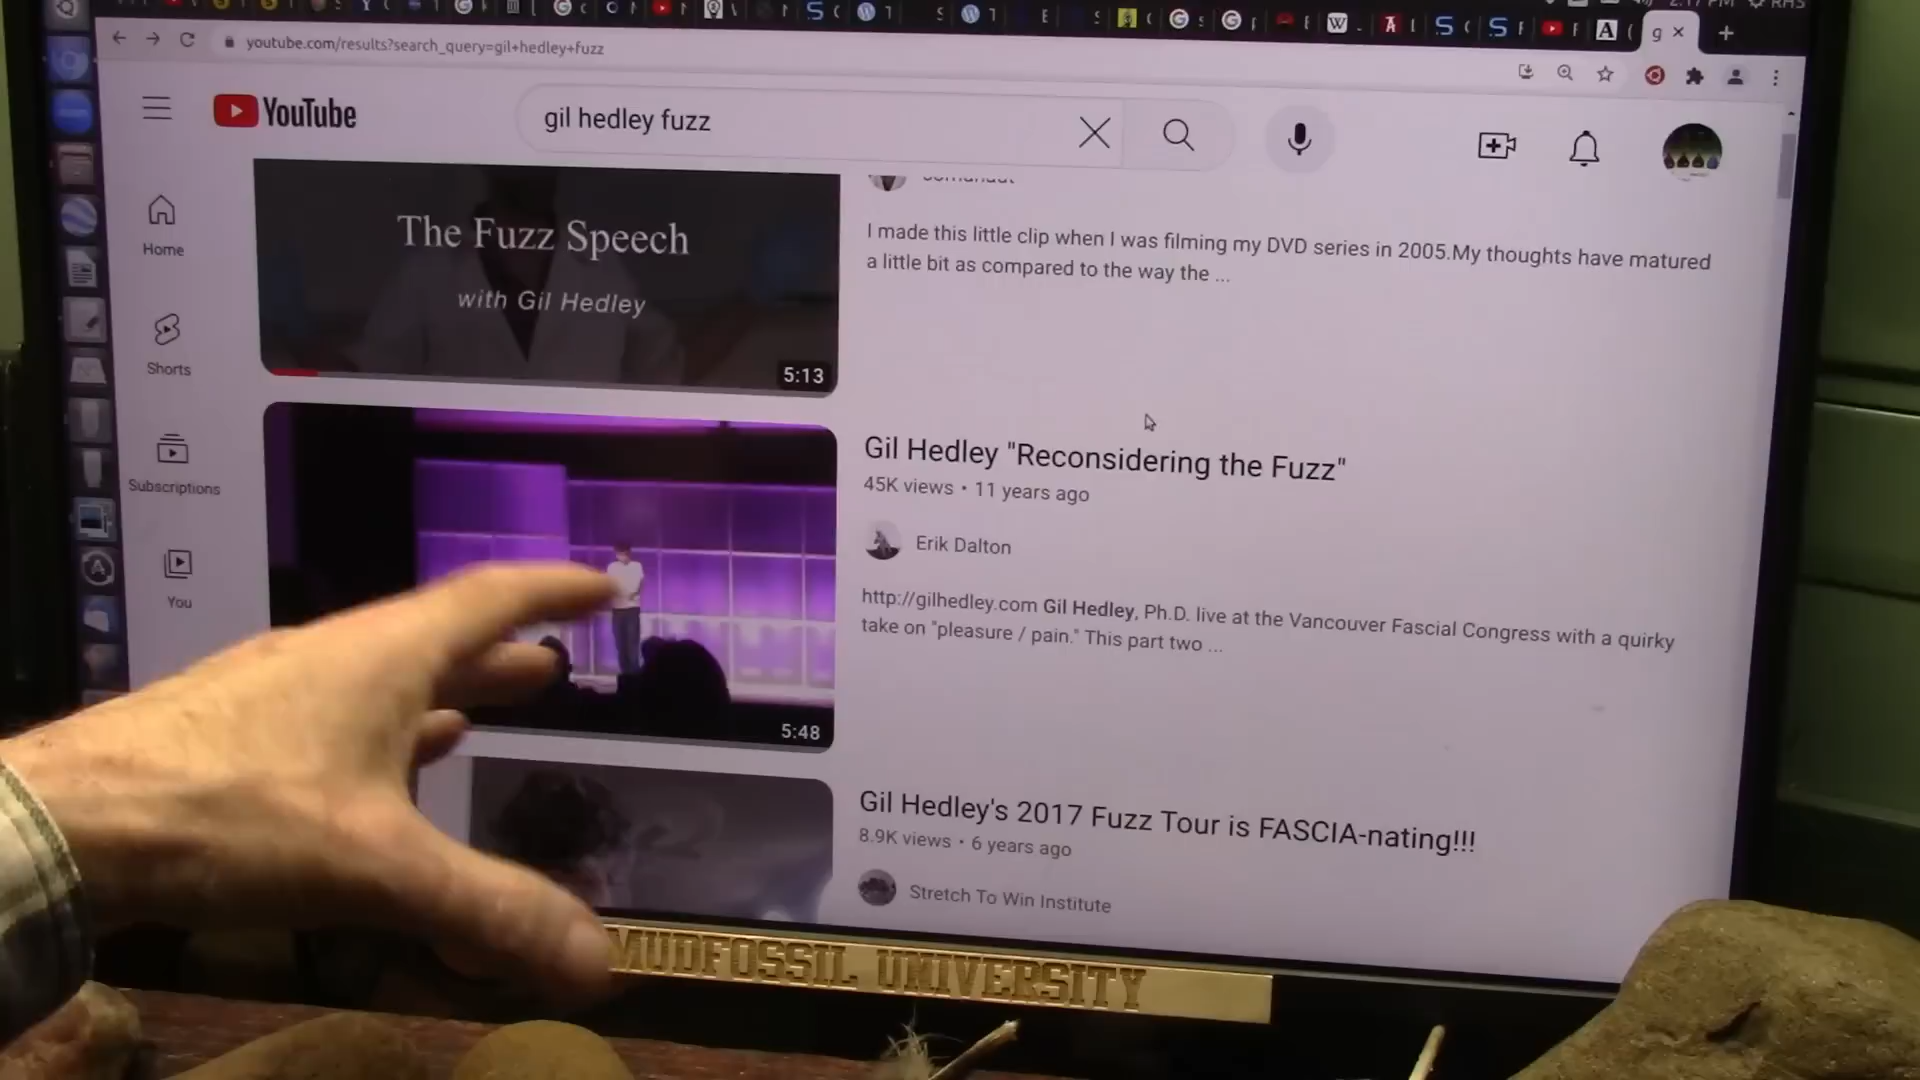 2:17 PM
RHS
youtube.com/results?search_query=gil+hedley+fuzz
YouTube
gil hedley fuzz
Home
Shorts
Subscriptions
You
The Fuzz Speech
with Gil Hedley
5:13
I made this little clip when I was filming my DVD series in 2005.My thoughts have matured
a little bit as compared to the way the ...
Gil Hedley "Reconsidering the Fuzz"
45K views • 11 years ago
Erik Dalton
http://gilhedley.com Gil Hedley, Ph.D. live at the Vancouver Fascial Congress with a quirky
take on "pleasure / pain." This part two ...
5:48
Gil Hedley's 2017 Fuzz Tour is FASCIA-nating!!!
8.9K views • 6 years ago
Stretch To Win Institute
MUDFOSSIL UNIVERSITY